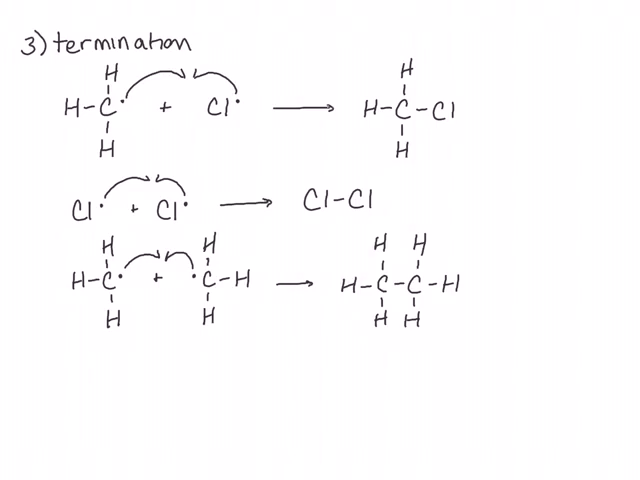 3) termination
H H
H-C· + Cl· → H-C-Cl
H H
Cl· + Cl· → Cl-Cl
H H H H
H-C· + ·C-H → H-C-C-H
H H H H